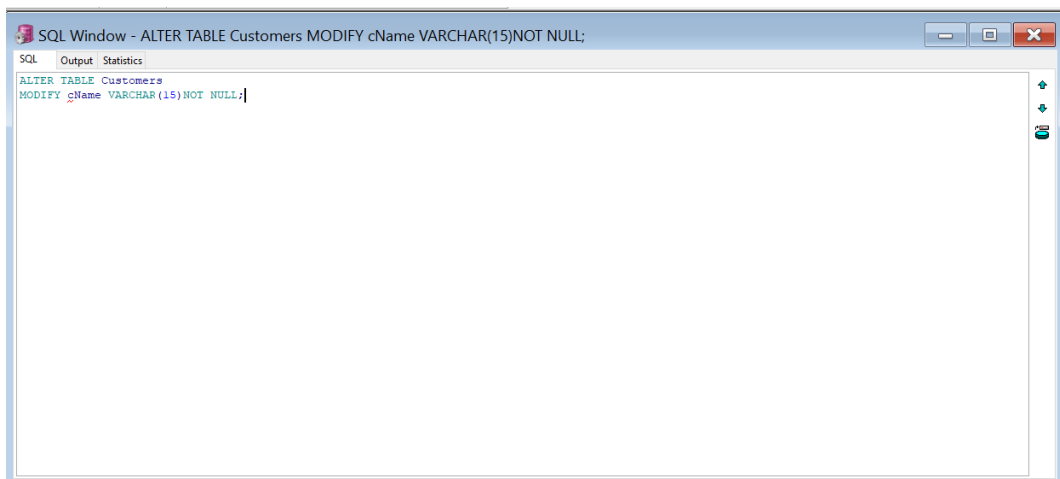 SQL Window - ALTER TABLE Customers MODIFY cName VARCHAR(15)NOT NULL;
SQL Output Statistics
ALTER TABLE Customers
MODIFY cName VARCHAR(15)NOT NULL;